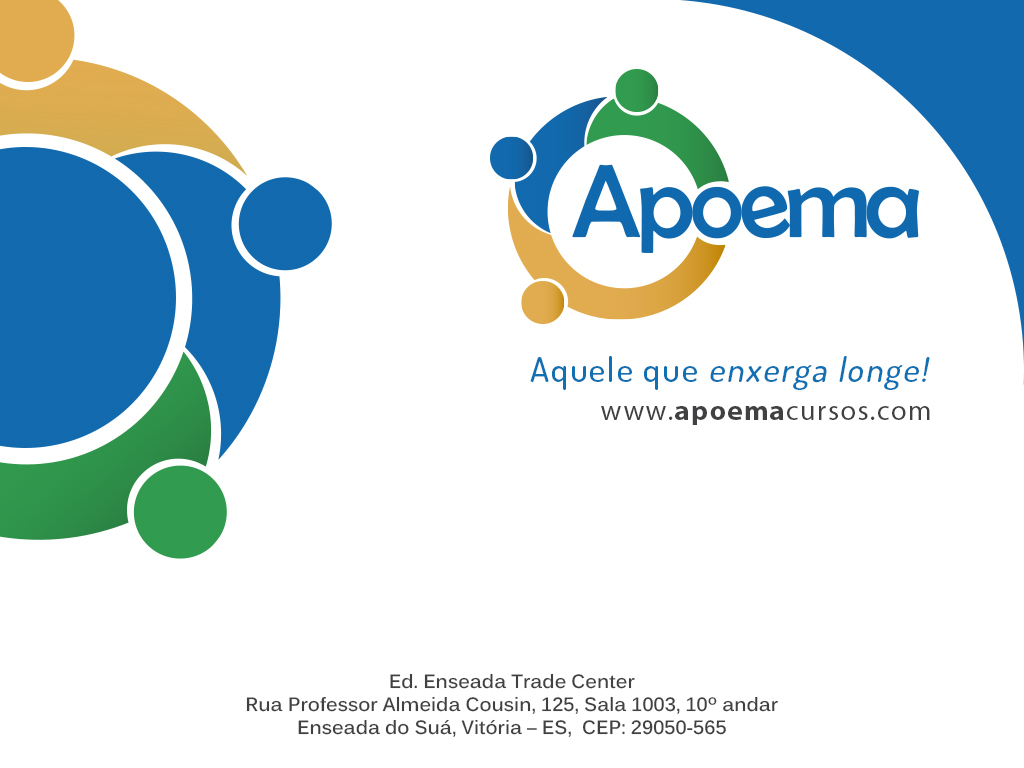 Apoema
Aquele que enxerga longe!
www.apoemacursos.com
Ed. Enseada Trade Center
Rua Professor Almeida Cousin, 125, Sala 1003, 10º andar
Enseada do Suá, Vitória – ES,  CEP: 29050-565